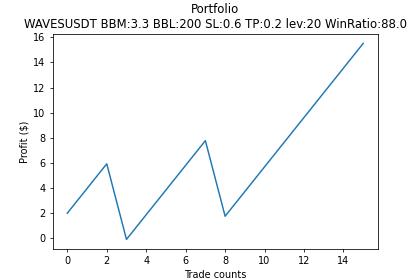 Portfolio
WAVESUSDT BBM:3.3 BBL:200 SL:0.6 TP:0.2 lev:20 WinRatio:88.0
16
14
12
10
8
6
4
2
0
Profit ($)
0 2 4 6 8 10 12 14
Trade counts